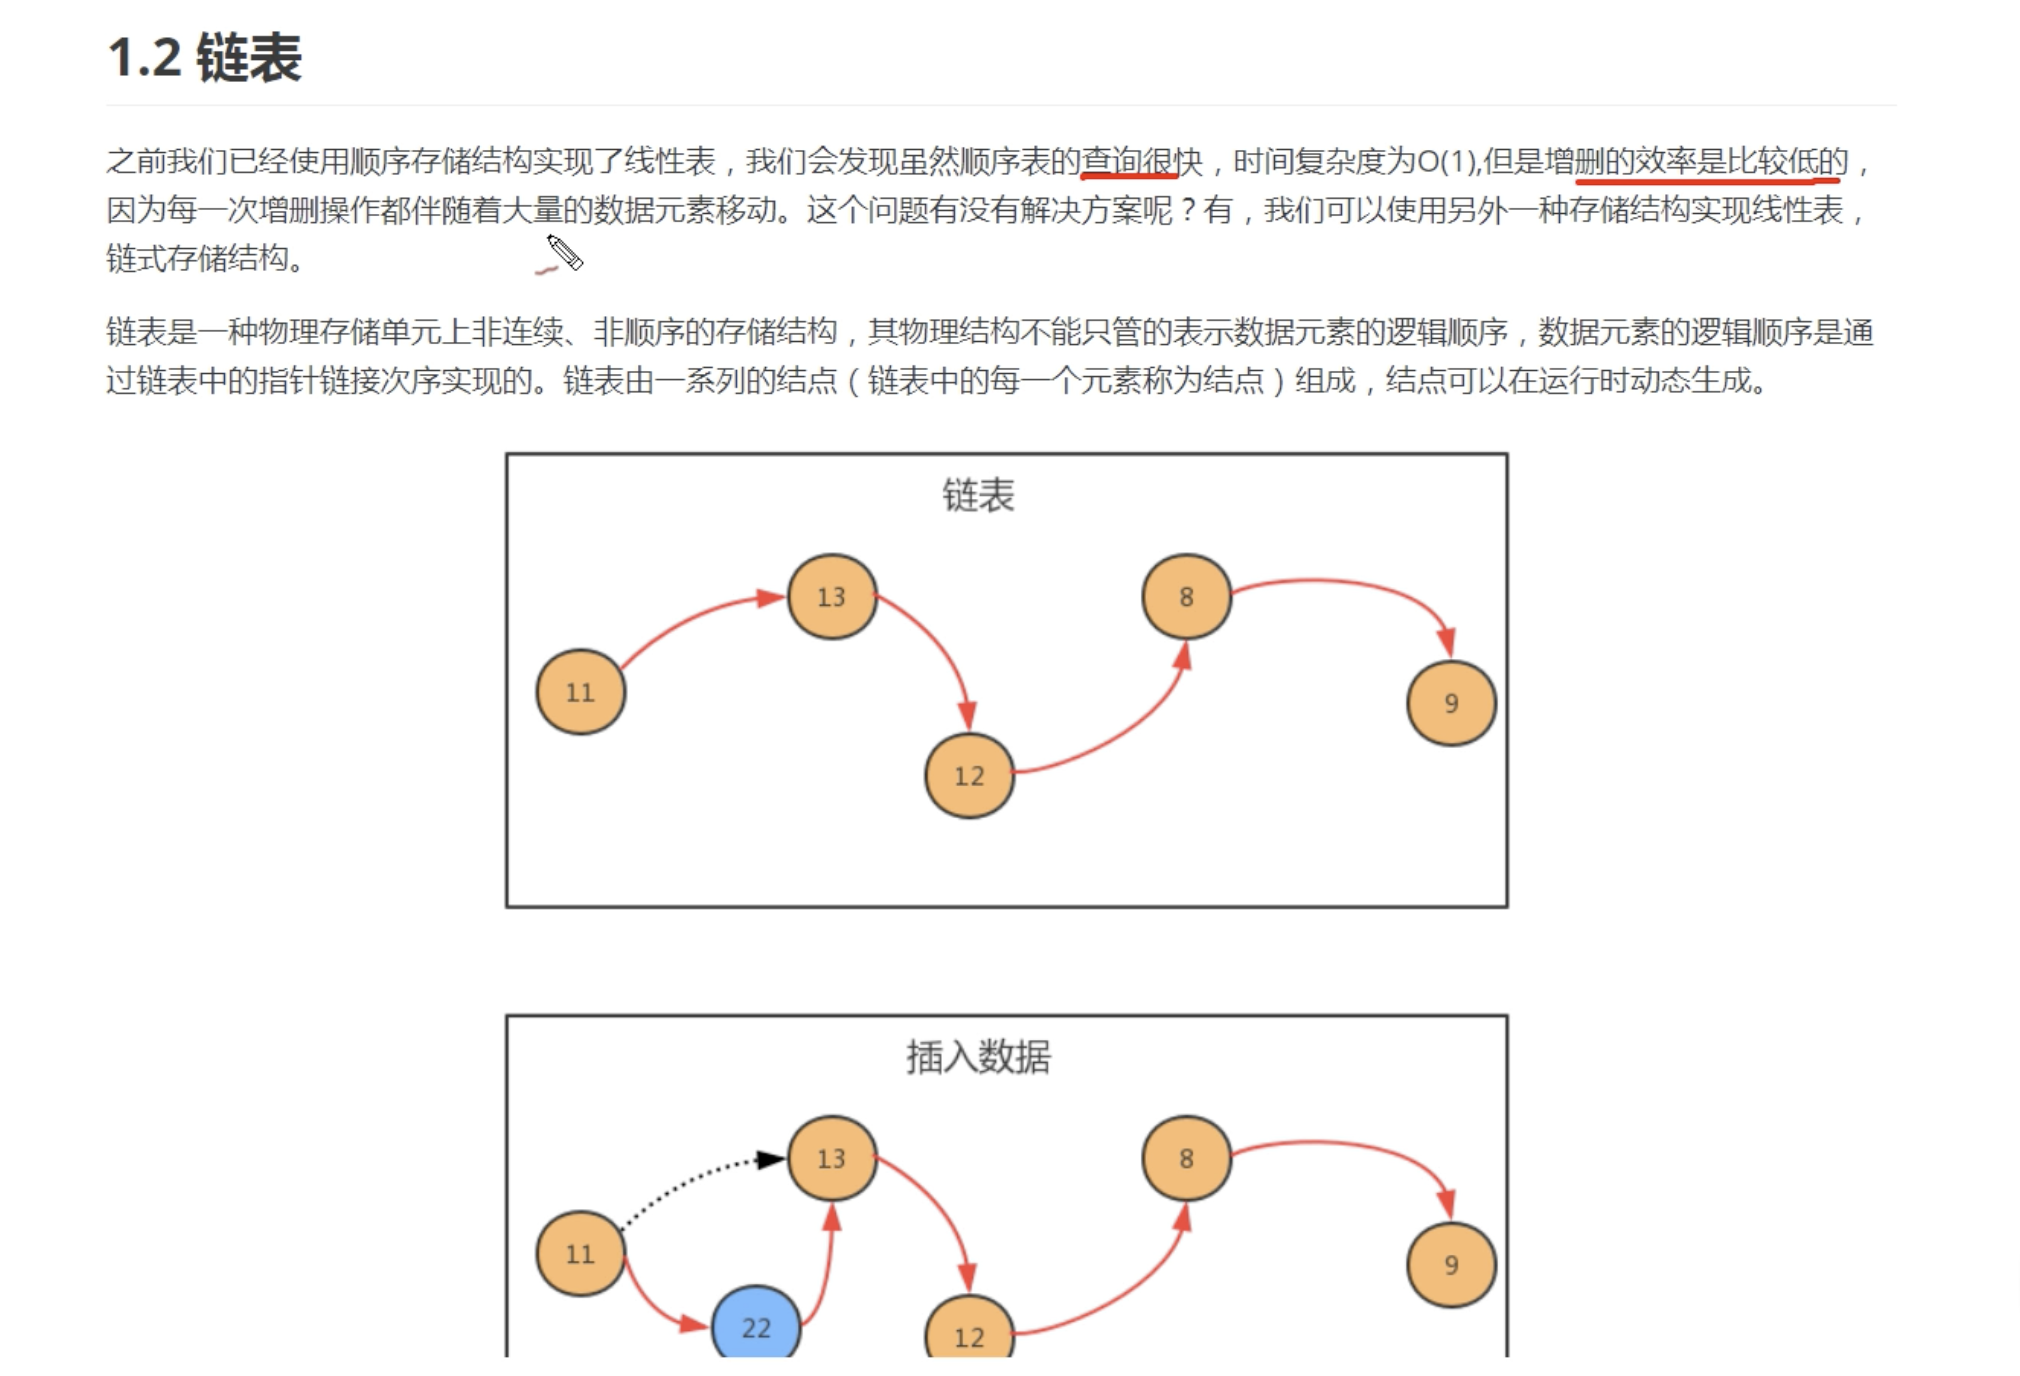 1.2 链表
之前我们已经使用顺序存储结构实现了线性表，我们会发现虽然顺序表的查询很快，时间复杂度为O(1),但是增删的效率是比较低的，
因为每一次增删操作都伴随着大量的数据元素移动。这个问题有没有解决方案呢？有，我们可以使用另外一种存储结构实现线性表，
链式存储结构。
链表是一种物理存储单元上非连续、非顺序的存储结构，其物理结构不能只管的表示数据元素的逻辑顺序，数据元素的逻辑顺序是通
过链表中的指针链接次序实现的。链表由一系列的结点（链表中的每一个元素称为结点）组成，结点可以在运行时动态生成。
链表
11
13
12
8
9
插入数据
11
22
13
12
8
9